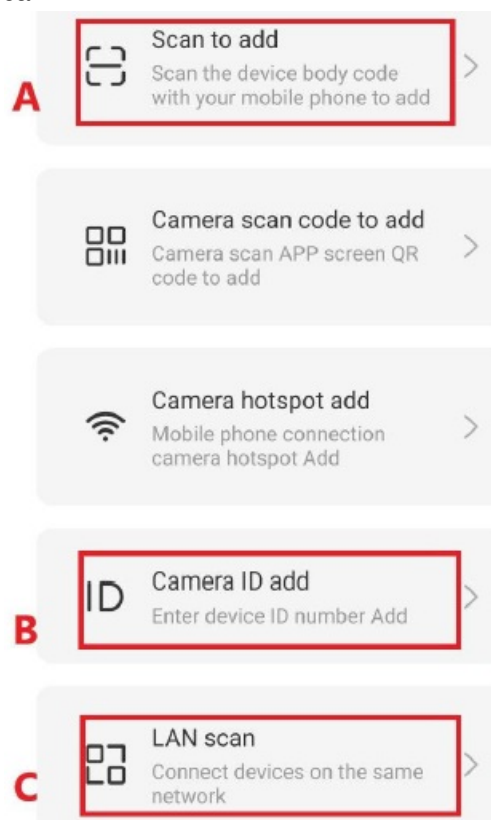 Scan to add
Scan the device body code
with your mobile phone to add
A
Camera scan code to add
Camera scan APP screen QR
code to add
Camera hotspot add
Mobile phone connection
camera hotspot Add
ID
Camera ID add
Enter device ID number Add
B
LAN scan
Connect devices on the same
network
C